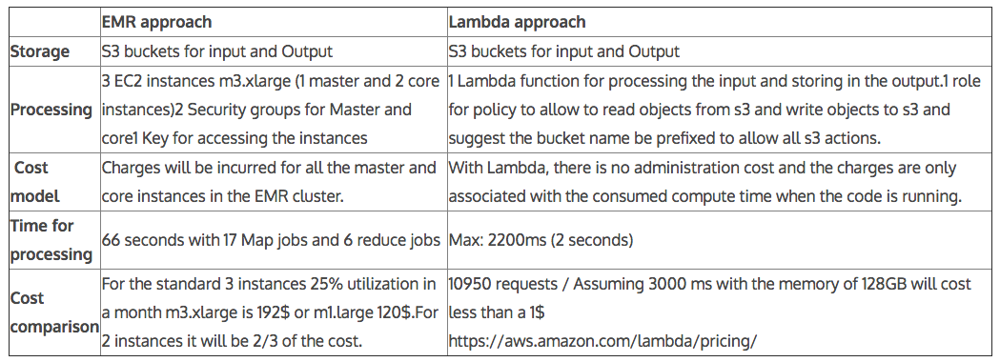 EMR approach Lambda approach
Storage S3 buckets for input and Output S3 buckets for input and Output
3 EC2 instances m3.xlarge (1 master and 2 core 1 Lambda function for processing the input and storing in the output.1 role
Processing instances)2 Security groups for Master and for policy to allow to read objects from s3 and write objects to s3 and
core1 Key for accessing the instances suggest the bucket name be prefixed to allow all s3 actions.
Cost Charges will be incurred for all the master and With Lambda, there is no administration cost and the charges are only
model core instances in the EMR cluster. associated with the consumed compute time when the code is running.
Time for
processing
66 seconds with 17 Map jobs and 6 reduce jobs Max: 2200ms (2 seconds)
Cost
comparison
For the standard 3 instances 25% utilization in 10950 requests / Assuming 3000 ms with the memory of 128GB will cost
a month m3.xlarge is 192$ or m1.large 120$.For less than a 1$
2 instances it will be 2/3 of the cost. https://aws.amazon.com/lambda/pricing/